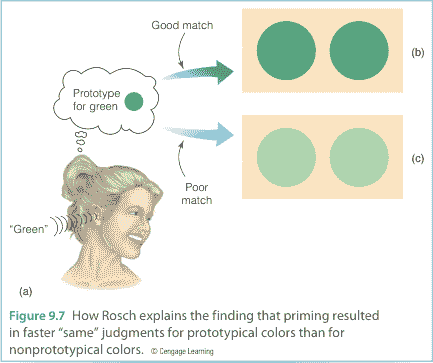 Good match
(b)
Prototype
for green
(c)
Poor
match
"Green"
(a)
Figure 9.7 How Rosch explains the finding that priming resulted
in faster “same” judgments for prototypical colors than for
nonprototypical colors. © Cengage Learning